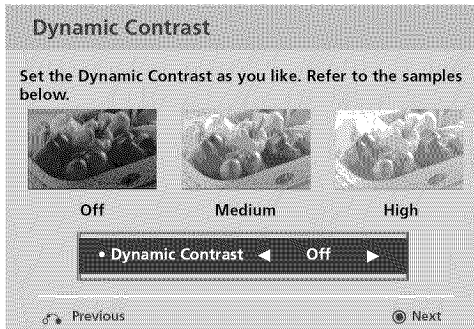 Dynamic Contrast
Set the Dynamic Contrast as you like. Refer to the samples
below.
Off Medium High
• Dynamic Contrast ◀ Off ▶
Previous Next